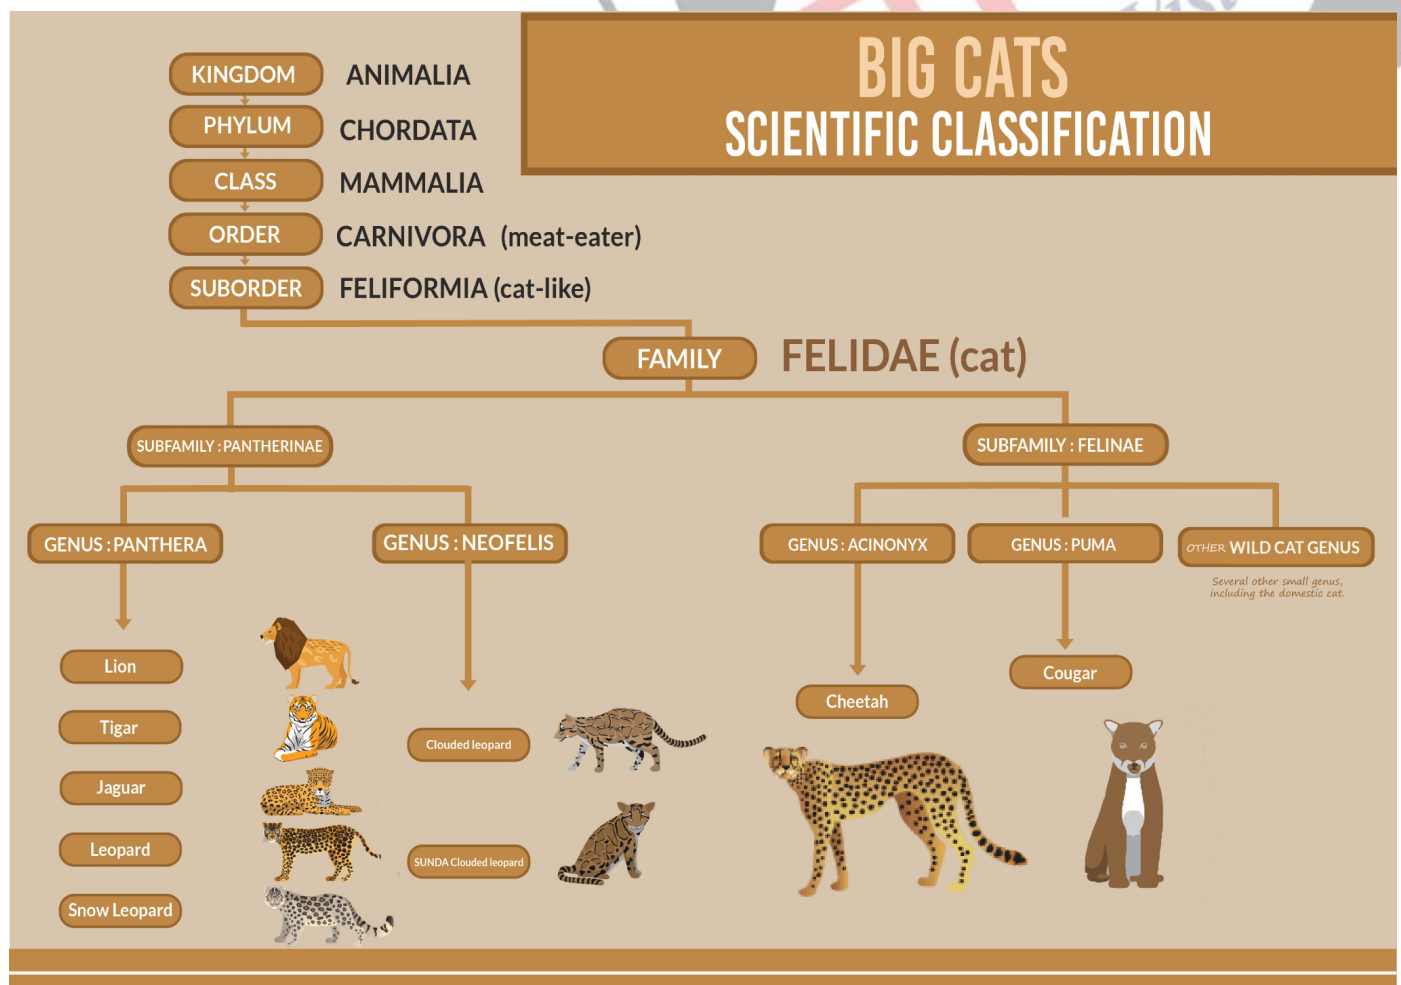 BIG CATS
SCIENTIFIC CLASSIFICATION
KINGDOM ANIMALIA
PHYLUM CHORDATA
CLASS MAMMALIA
ORDER CARNIVORA (meat-eater)
SUBORDER FELIFORMIA (cat-like)
FAMILY FELIDAE (cat)
SUBFAMILY : PANTHERINAE
SUBFAMILY : FELINAE
GENUS : PANTHERA
GENUS : NEOFELIS
GENUS : ACINONYX
GENUS : PUMA
OTHER WILD CAT GENUS
Several other small genus,
including the domestic cat.
Lion
Tigar
Jaguar
Leopard
Snow Leopard
Clouded leopard
SUNDA Clouded leopard
Cheetah
Cougar